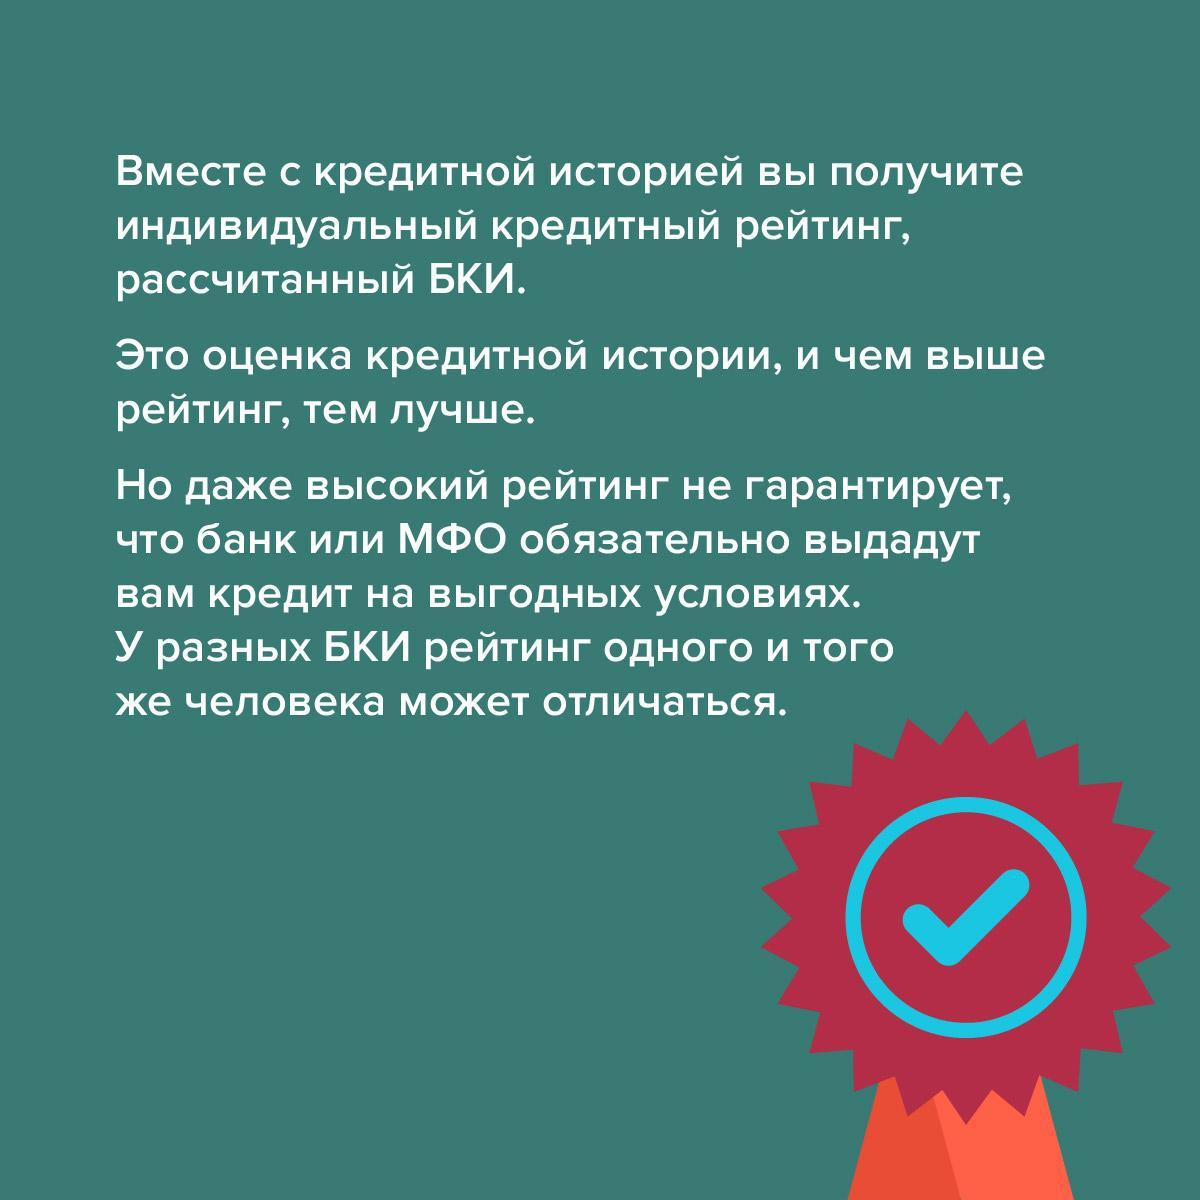 Вместе с кредитной историей вы получите
индивидуальный кредитный рейтинг,
рассчитанный БКИ.
Это оценка кредитной истории, и чем выше
рейтинг, тем лучше.
Но даже высокий рейтинг не гарантирует,
что банк или МФО обязательно выдадут
вам кредит на выгодных условиях.
У разных БКИ рейтинг одного и того
же человека может отличаться.